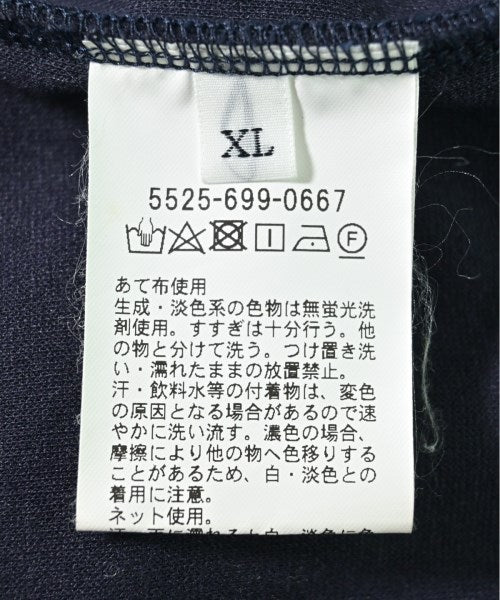 XL
5525-699-0667
F
あて布使用
生成・淡色系の色物は無蛍光洗
剤使用。すすぎは十分行う。他
の物と分けて洗う。つけ置き洗
い・濡れたままの放置禁止。
汗・飲料水等の付着物は、変色
の原因となる場合があるので速
やかに洗い流す。濃色の場合、
摩擦により他の物へ色移りする
ことがあるため、白・淡色との
着用に注意。
ネット使用。